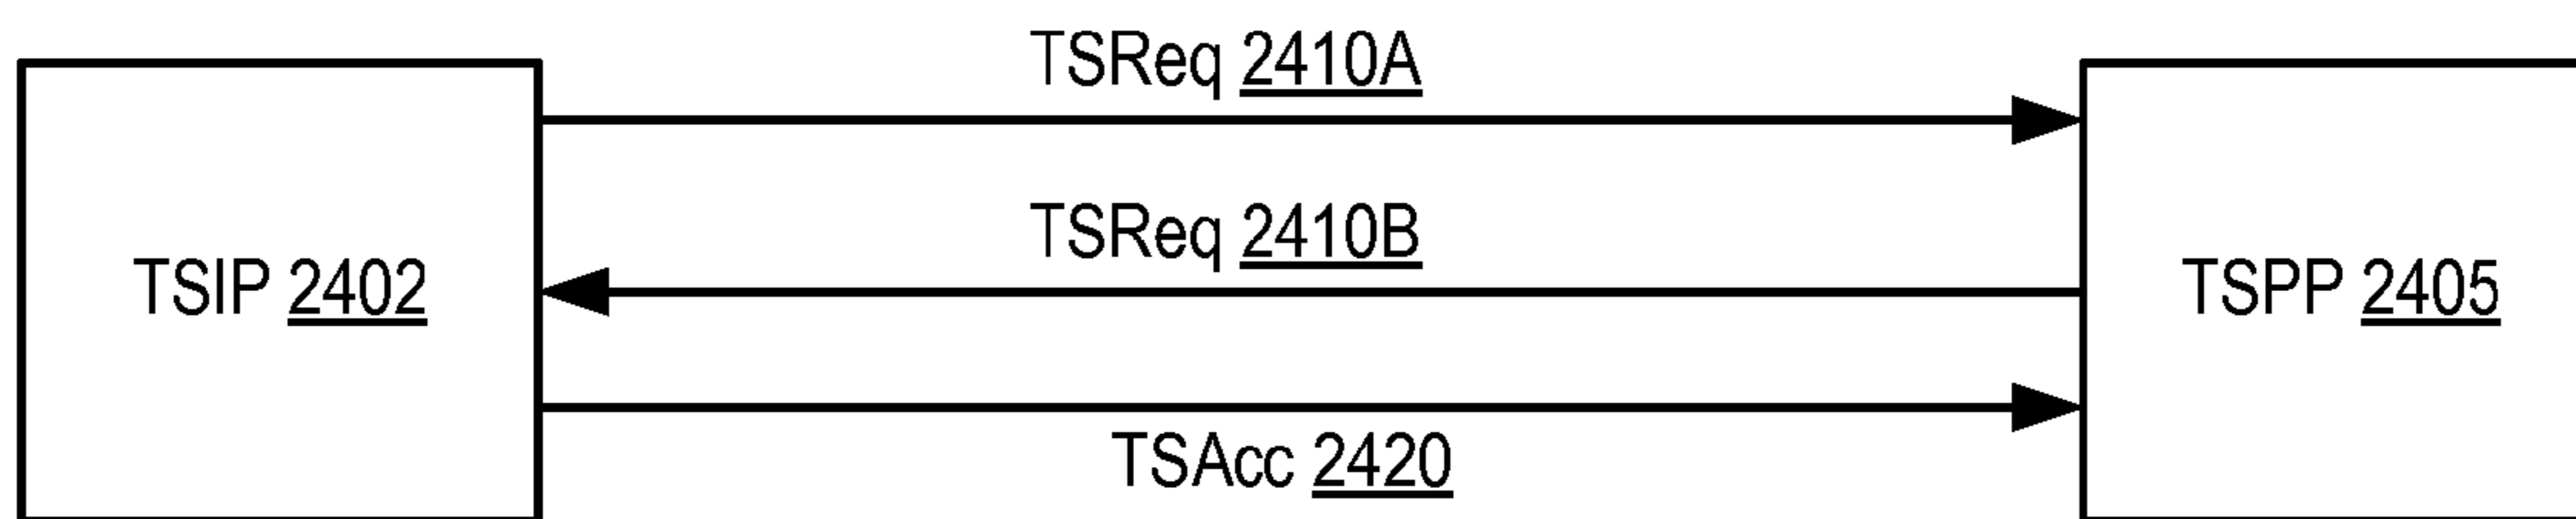 TSReq 2410A
TSReq 2410B
TSIP 2402
TSPP 2405
TSAcc 2420